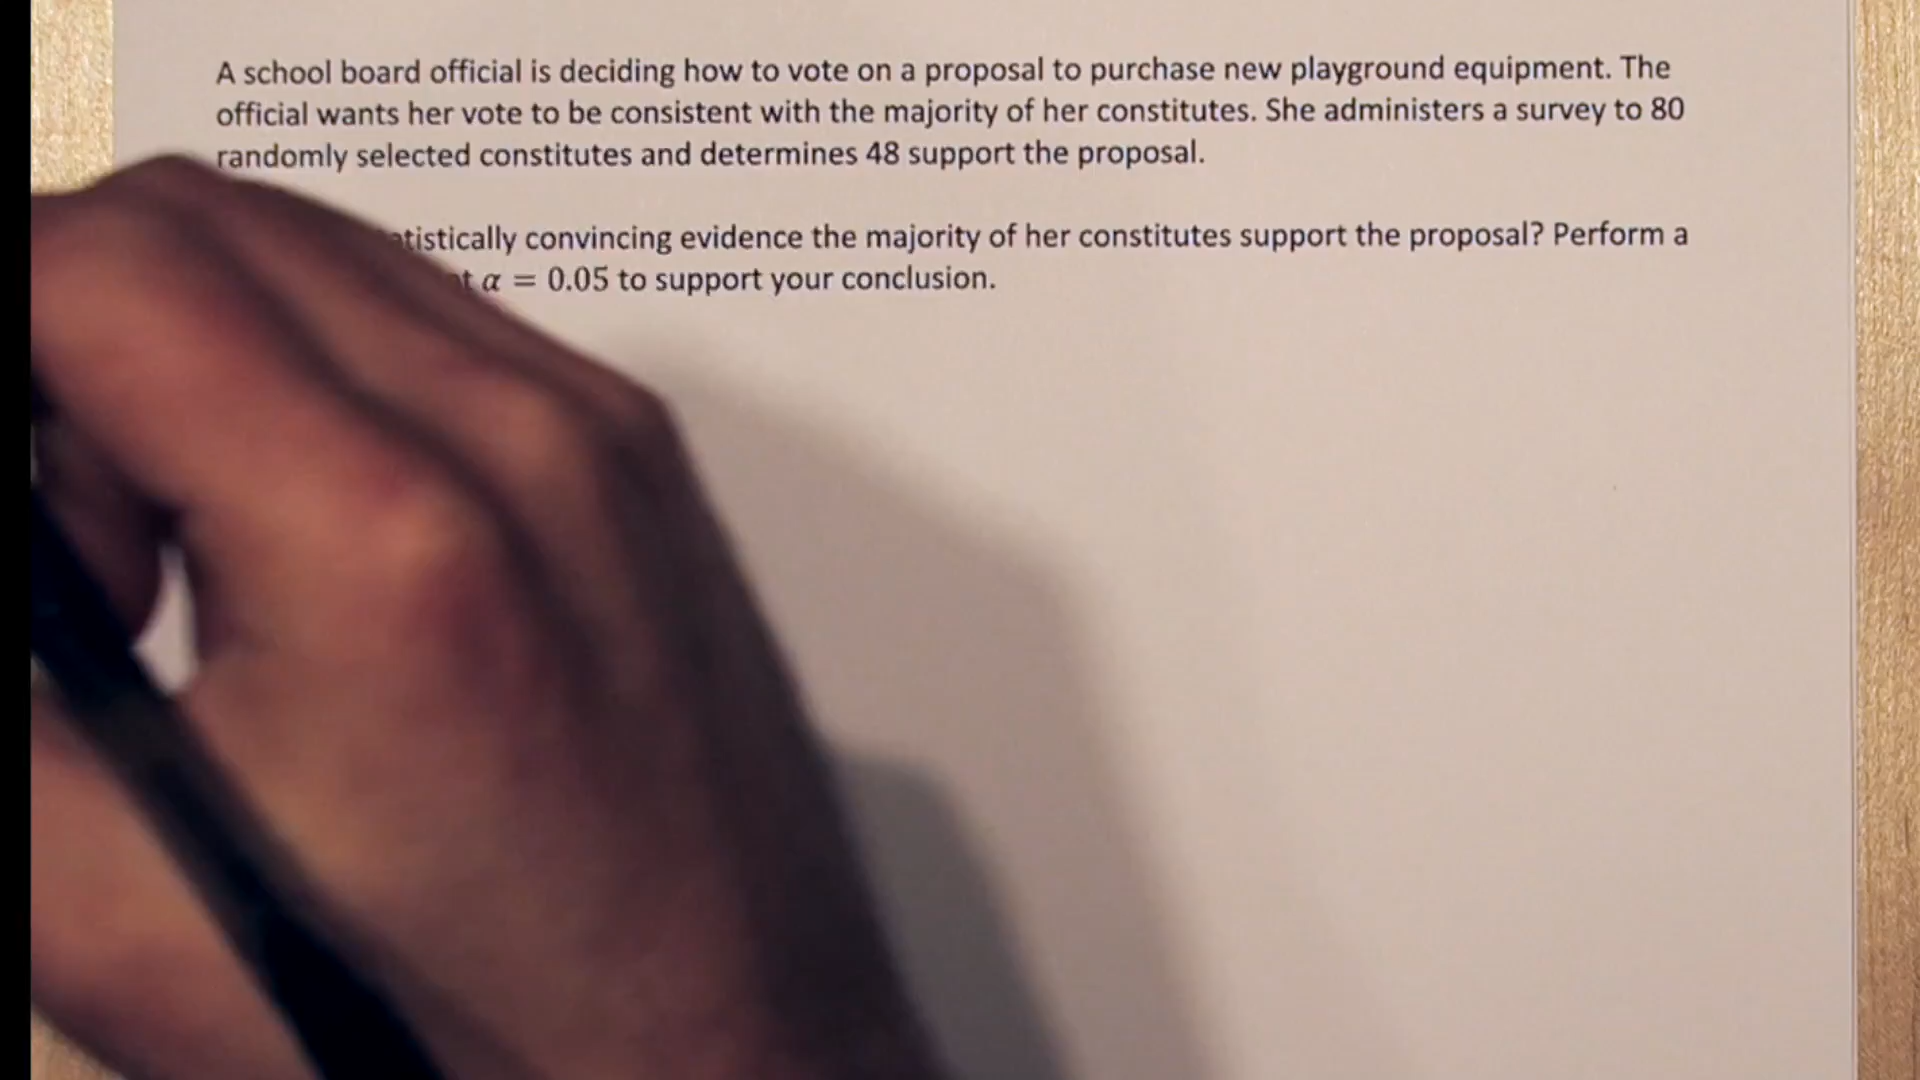 A school board official is deciding how to vote on a proposal to purchase new playground equipment. The
official wants her vote to be consistent with the majority of her constitutes. She administers a survey to 80
randomly selected constitutes and determines 48 support the proposal.
convincing evidence the majority of her constitutes support the proposal? Perform a
α = 0.05 to support your conclusion.